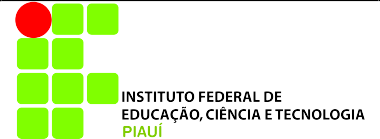 INSTITUTO FEDERAL DE
EDUCAÇÃO, CIÊNCIA E TECNOLOGIA
PIAUÍ